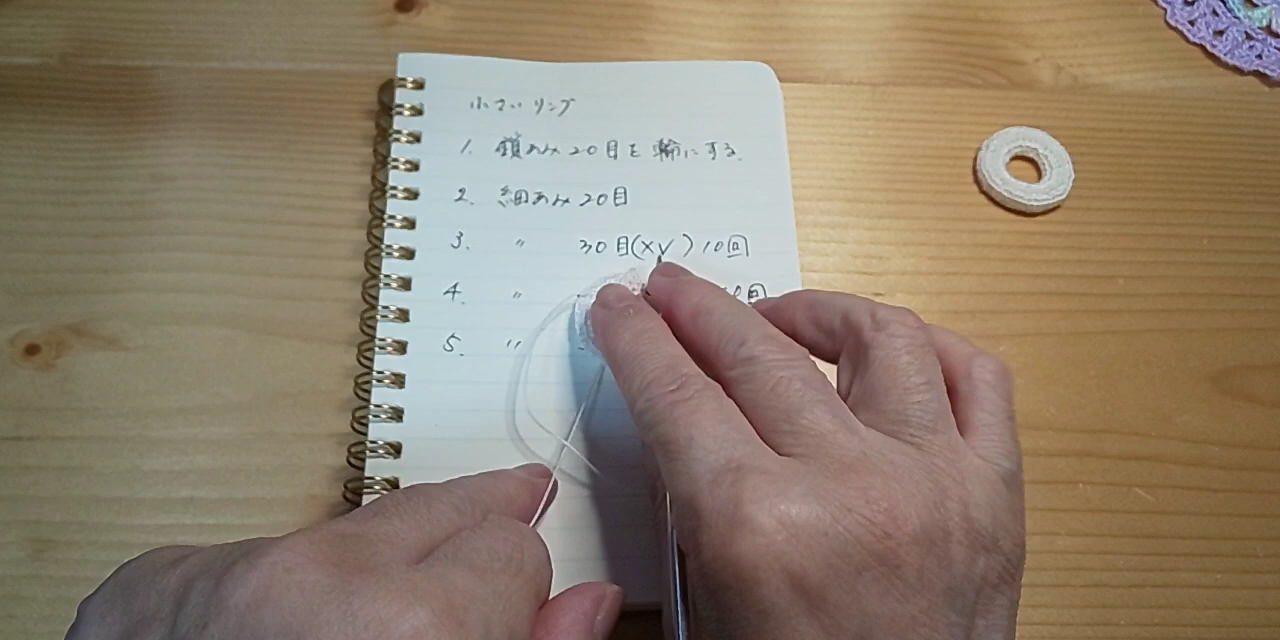 小さいリング
1. 鎖あみ20目を輪にする.
2. 細あみ20目
3. 〃 30目(XV)10回
4. 〃 回
5. 〃